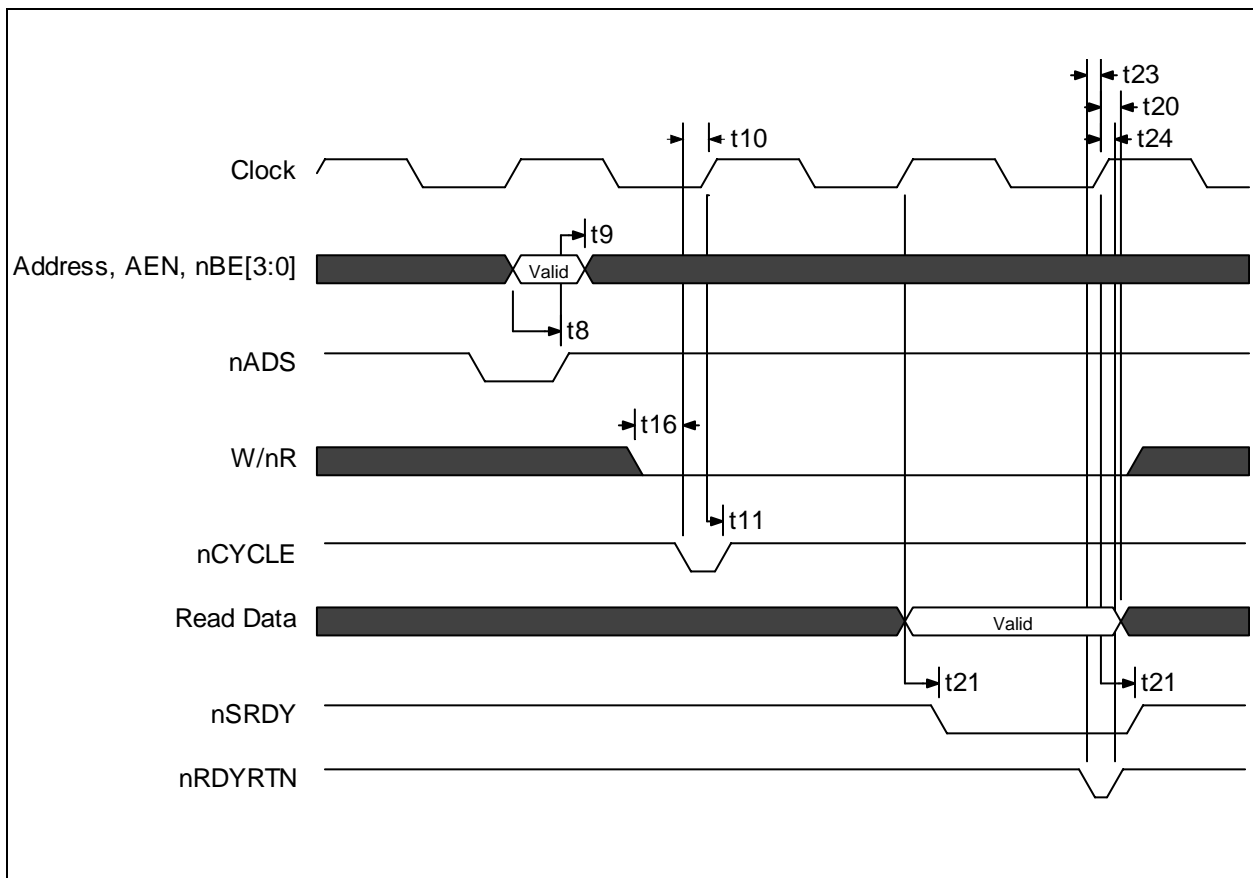 t23
t20
t10
t24
Clock
t9
Address, AEN, nBE[3:0]
Valid
t8
nADS
t16
W/nR
t11
nCYCLE
Read Data
Valid
t21
t21
nSRDY
nRDYRTN